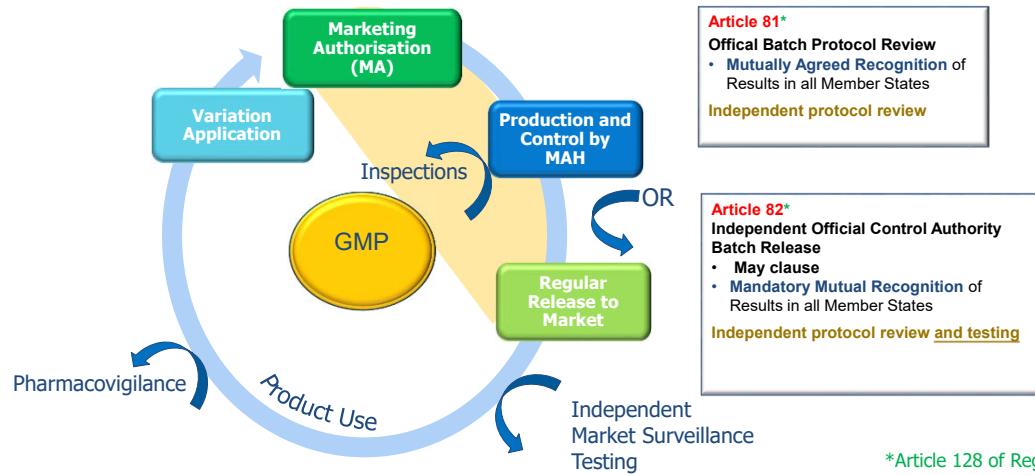 Marketing
Authorisation
(MA)
Variation
Application
Production and
Control by
MAH
Inspections
OR
GMP
Regular
Release to
Market
Pharmacovigilance
Product Use
Independent
Market Surveillance
Testing
Article 81*
Offical Batch Protocol Review
• Mutually Agreed Recognition of
Results in all Member States
Independent protocol review
Article 82*
Independent Official Control Authority
Batch Release
• May clause
• Mandatory Mutual Recognition of
Results in all Member States
Independent protocol review and testing
*Article 128 of Reg